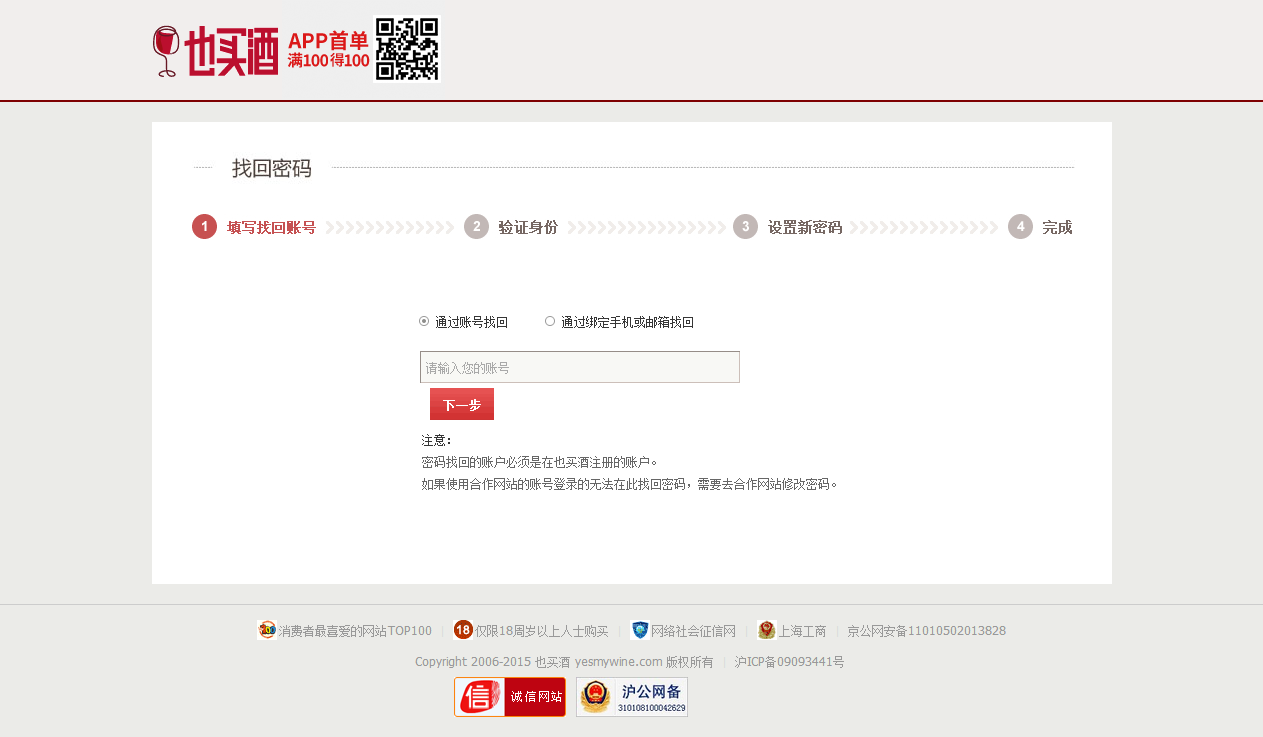 也买酒 APP首单
满100得100
找回密码
1 填写找回账号 2 验证身份 3 设置新密码 4 完成
通过账号找回 通过绑定手机或邮箱找回
请输入您的账号
下一步
注意：
密码找回的账户必须是在也买酒注册的账户。
如果使用合作网站的账号登录的无法在此找回密码，需要去合作网站修改密码。
消费者最喜爱的网站TOP100 | 18 仅限18周岁以上人士购买 | 网络社会征信网 | 上海工商 | 京公网安备11010502013828
Copyright 2006-2015 也买酒 yesmywine.com 版权所有 | 沪ICP备09093441号
信 诚信网站 沪公网备
310108100042629